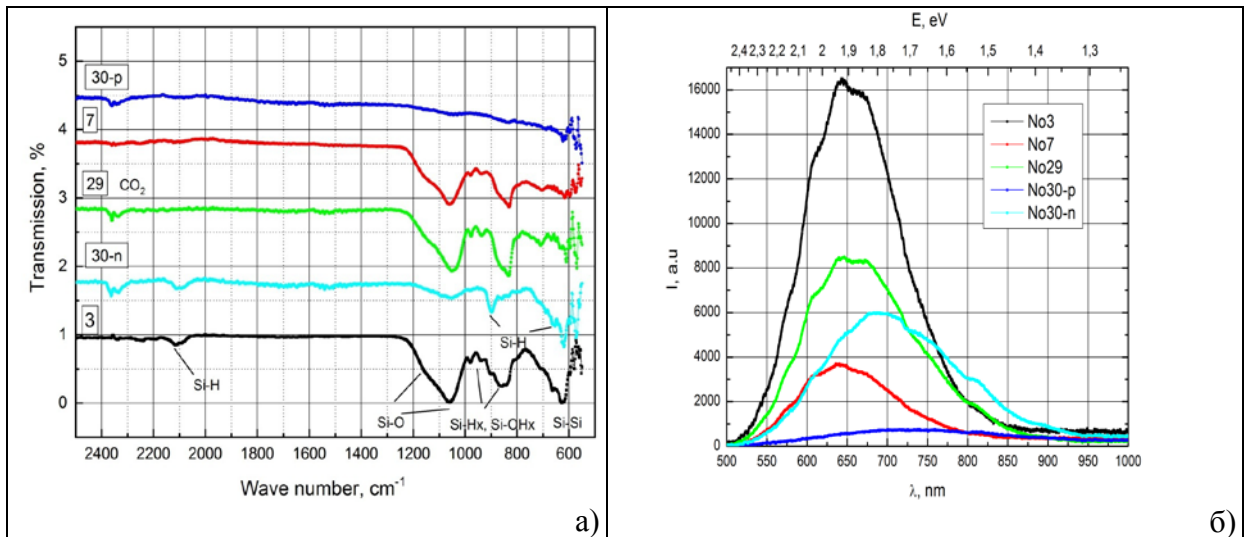 5
4
3
2
1
0
Transmission, %
30-p
7
29
CO2
30-n
3
Si-H
Si-H
Si-O
Si-Hx, Si-OHx
Si-Si
2400 2200 2000 1800 1600 1400 1200 1000 800 600
Wave number, cm-1
а)
E, eV
2,4 2,3 2,2 2,1 2 1,9 1,8 1,7 1,6 1,5 1,4 1,3
16000
14000
12000
10000
8000
6000
4000
2000
0
I, a.u
No3
No7
No29
No30-p
No30-n
500 550 600 650 700 750 800 850 900 950 1000
λ, nm
б)